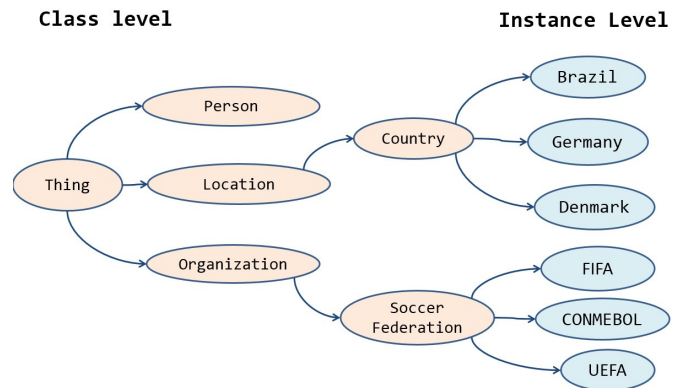 Class level
Instance Level
Brazil
Person
Country
Germany
Thing
Location
Denmark
Organization
FIFA
Soccer
Federation
CONMEBOL
UEFA